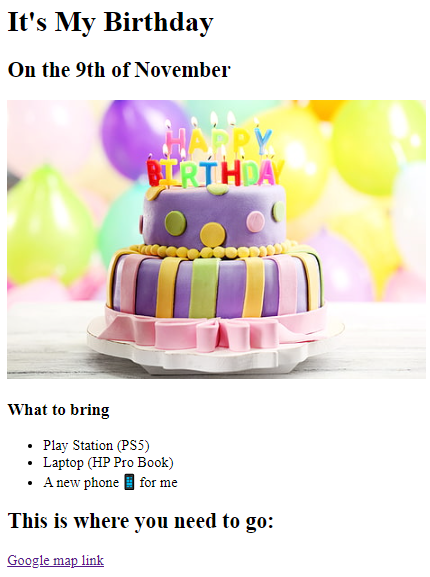 It's My Birthday
On the 9th of November
HAPPY
BIRTHDAY
What to bring
Play Station (PS5)
Laptop (HP Pro Book)
A new phone 📱 for me
This is where you need to go:
Google map link